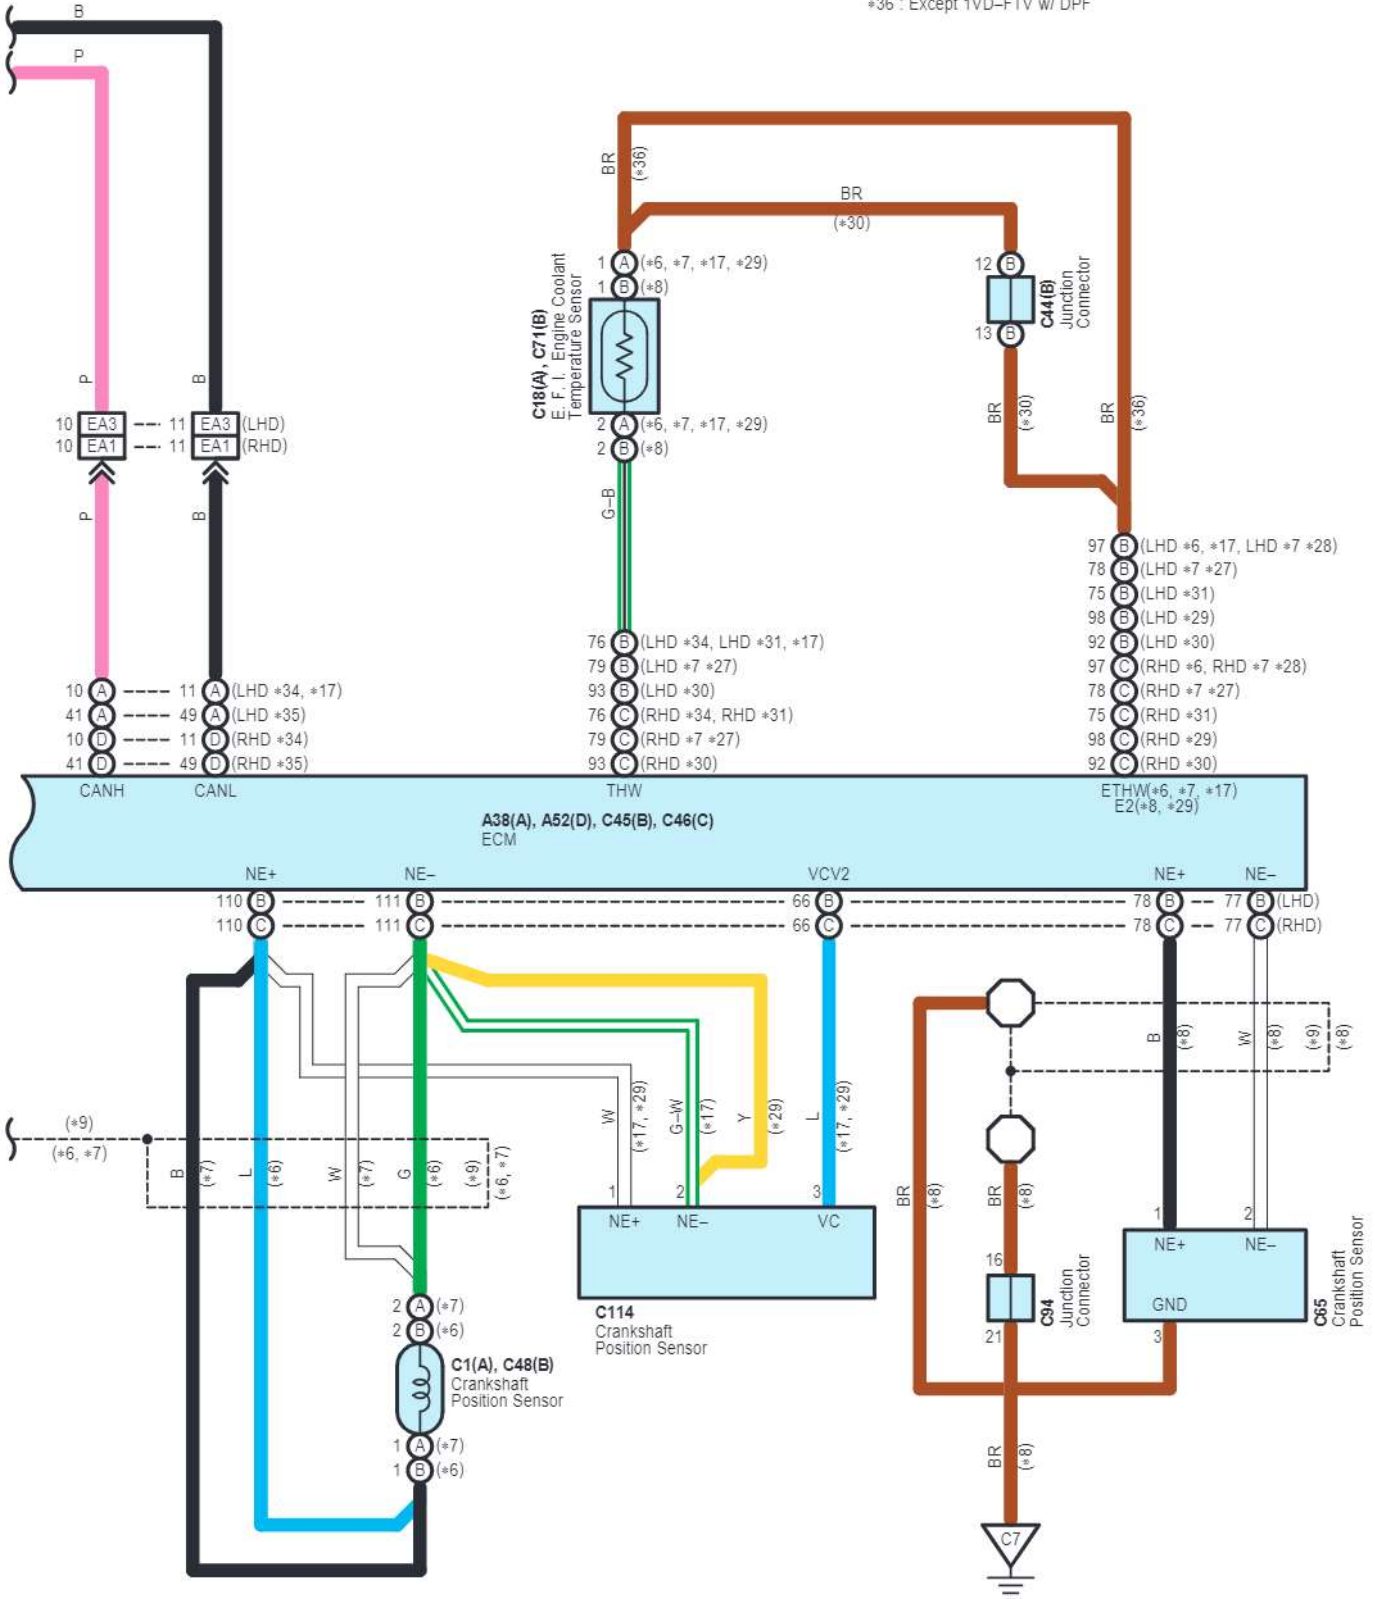 *36 : Except 1VD–FTV w/ DPF
B
P
BR
(*36)
BR
(*30)
1 A (*6, *7, *17, *29)
1 B (*8)
C18(A), C71(B)
E. F. I. Engine Coolant
Temperature Sensor
2 A (*6, *7, *17, *29)
2 B (*8)
12 B
C44(B)
Junction
Connector
13 B
BR
(*30)
BR
(*36)
P
B
10 EA3 11 EA3 (LHD)
10 EA1 11 EA1 (RHD)
P
B
G–B
97 B (LHD *6, *17, LHD *7 *28)
78 B (LHD *7 *27)
75 B (LHD *31)
98 B (LHD *29)
92 B (LHD *30)
97 C (RHD *6, RHD *7 *28)
78 C (RHD *7 *27)
75 C (RHD *31)
98 C (RHD *29)
92 C (RHD *30)
76 B (LHD *34, LHD *31, *17)
79 B (LHD *7 *27)
93 B (LHD *30)
76 C (RHD *34, RHD *31)
79 C (RHD *7 *27)
93 C (RHD *30)
10 A 11 A (LHD *34, *17)
41 A 49 A (LHD *35)
10 D 11 D (RHD *34)
41 D 49 D (RHD *35)
CANH CANL THW ETHW(*6, *7, *17)
E2(*8, *29)
A38(A), A52(D), C45(B), C46(C)
ECM
NE+ NE– VCV2 NE+ NE–
110 B 111 B 66 B 78 B 77 B (LHD)
110 C 111 C 66 C 78 C 77 C (RHD)
B
(*8)
W
(*8)
(*9)
(*8)
W
(*17, *29)
G–W
(*17)
Y
(*29)
L
(*17, *29)
(*9)
(*6, *7)
B
(*7)
L
(*6)
W
(*7)
G
(*6)
(*9)
(*6, *7)
BR
(*8)
BR
(*8)
1 2 3
NE+ NE– VC
C114
Crankshaft
Position Sensor
1 2
NE+ NE–
GND
3
C65
Crankshaft
Position Sensor
16
C94
Junction
Connector
21
2 A (*7)
2 B (*6)
C1(A), C48(B)
Crankshaft
Position Sensor
1 A (*7)
1 B (*6)
BR
(*8)
C7